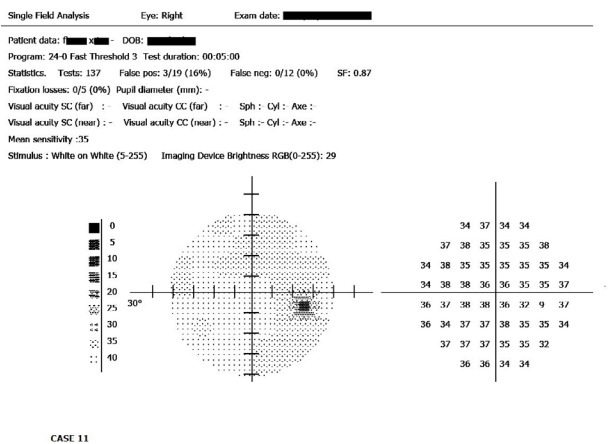 Single Field Analysis Eye: Right Exam date:
Patient data: DOB:
Program: 24-0 Fast Threshold 3 Test duration: 00:05:00
Statistics. Tests: 137 False pos: 3/19 (16%) False neg: 0/12 (0%) SF: 0.87
Fixation losses: 0/5 (0%) Pupil diameter (mm): -
Visual acuity SC (far) : - Visual acuity CC (far) : - Sph :- Cyl :- Axe :-
Visual acuity SC (near) : - Visual acuity CC (near) : - Sph :- Cyl :- Axe :-
Mean sensitivity :35
Stimulus : White on White (5-255) Imaging Device Brightness RGB(0-255): 29
0
5
10
15
20
25
30
35
40
30°
34 37 34 34
37 38 35 35 35 38
34 38 35 35 35 35 35 34
34 38 38 36 36 35 35 37
36 37 38 38 36 32 9 37
36 34 37 37 38 35 35 34
37 37 37 35 35 32
36 36 34 34
CASE 11